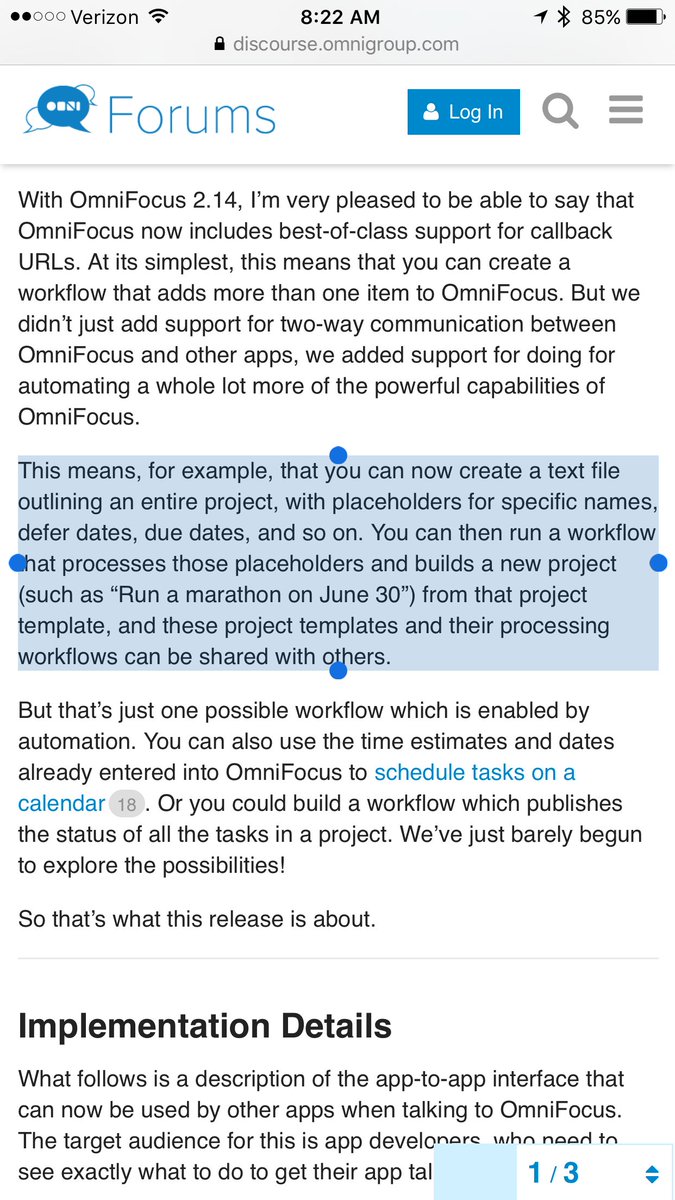 Verizon 8:22 AM 85%
discourse.omnigroup.com
OMNI Forums Log In
With OmniFocus 2.14, I’m very pleased to be able to say that
OmniFocus now includes best-of-class support for callback
URLs. At its simplest, this means that you can create a
workflow that adds more than one item to OmniFocus. But we
didn’t just add support for two-way communication between
OmniFocus and other apps, we added support for doing for
automating a whole lot more of the powerful capabilities of
OmniFocus.
This means, for example, that you can now create a text file
outlining an entire project, with placeholders for specific names,
defer dates, due dates, and so on. You can then run a workflow
that processes those placeholders and builds a new project
(such as “Run a marathon on June 30”) from that project
template, and these project templates and their processing
workflows can be shared with others.
But that’s just one possible workflow which is enabled by
automation. You can also use the time estimates and dates
already entered into OmniFocus to schedule tasks on a
calendar 18 . Or you could build a workflow which publishes
the status of all the tasks in a project. We’ve just barely begun
to explore the possibilities!
So that’s what this release is about.
Implementation Details
What follows is a description of the app-to-app interface that
can now be used by other apps when talking to OmniFocus.
The target audience for this is app developers, who need to
see exactly what to do to get their app tal
1 / 3